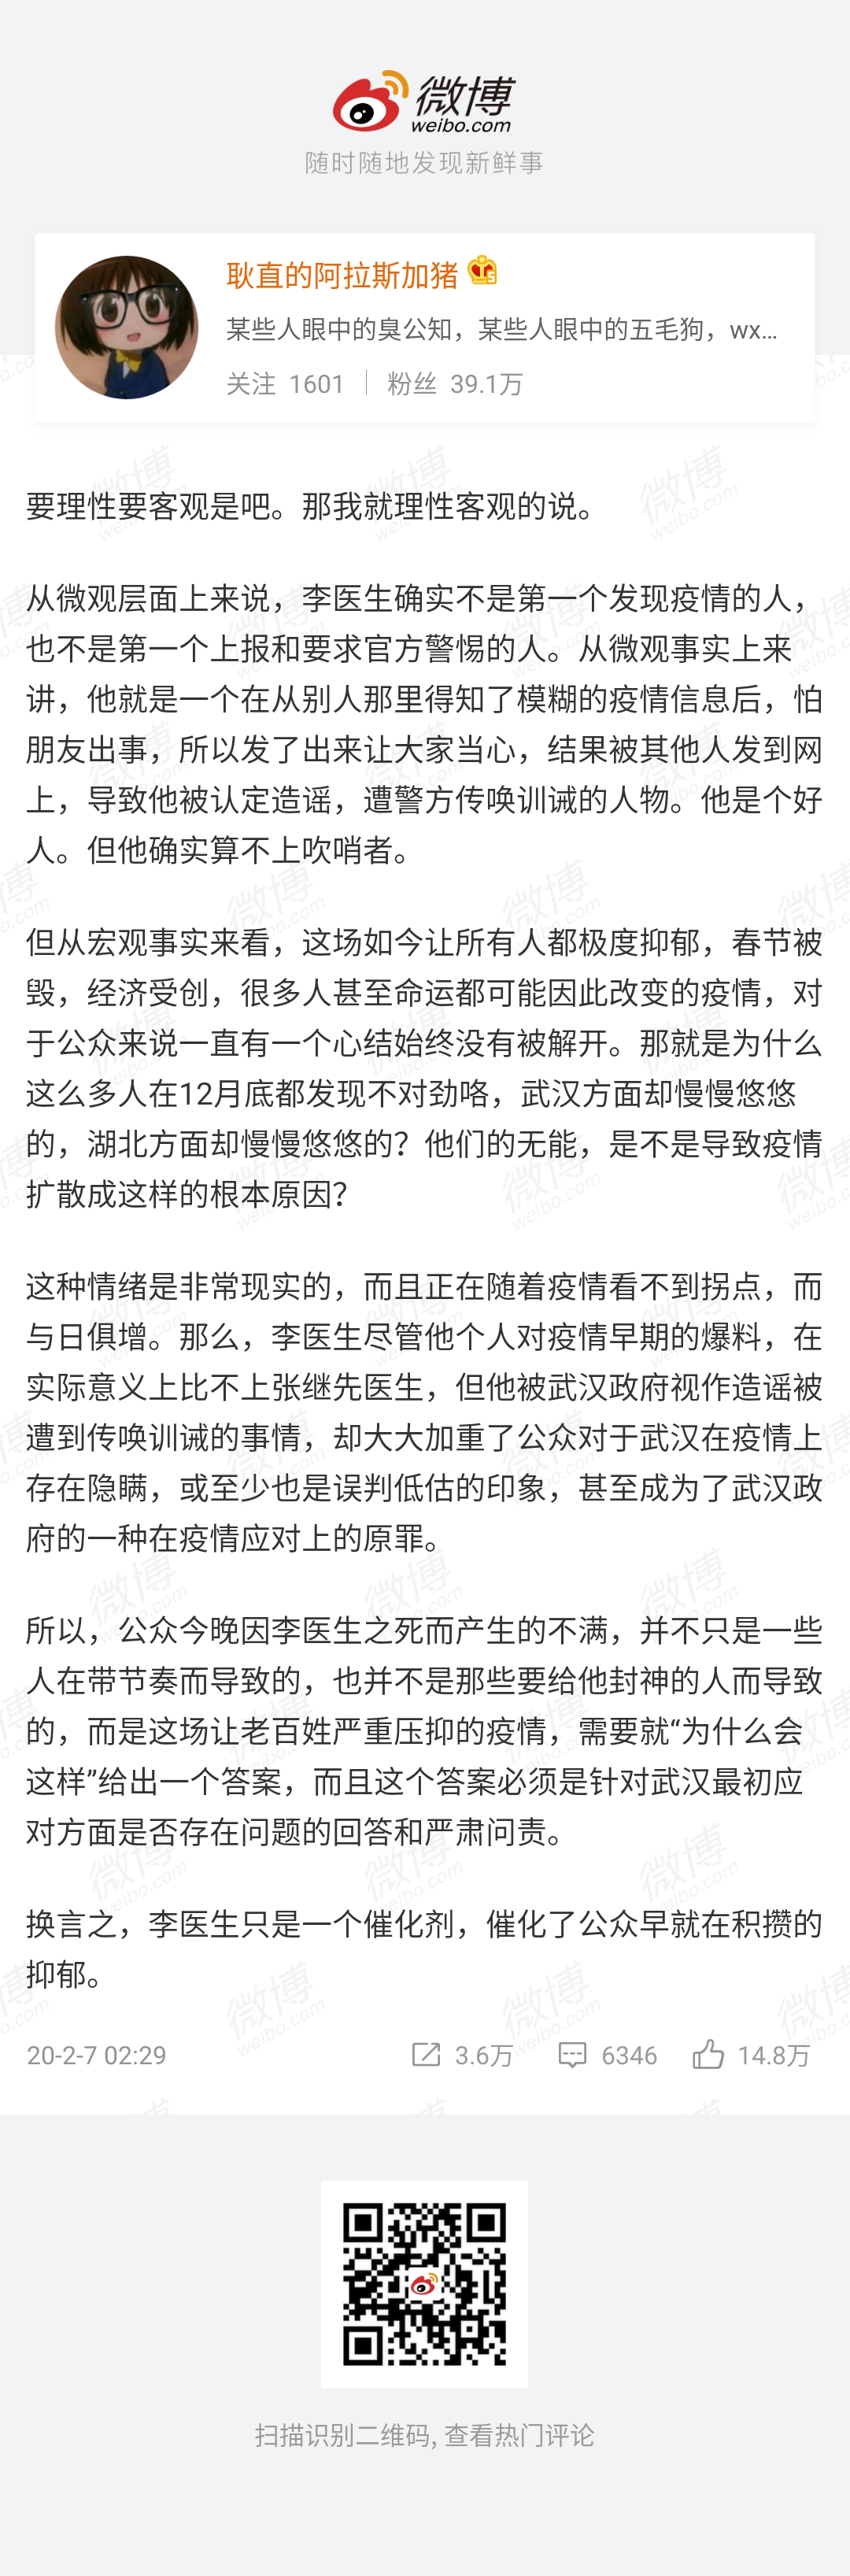 微博
weibo.com
随时随地发现新鲜事
耿直的阿拉斯加猪
某些人眼中的臭公知，某些人眼中的五毛狗，wx...
关注 1601 | 粉丝 39.1万
要理性要客观是吧。那我就理性客观的说。
从微观层面上来说，李医生确实不是第一个发现疫情的人，
也不是第一个上报和要求官方警惕的人。从微观事实上来
讲，他就是一个在从别人那里得知了模糊的疫情信息后，怕
朋友出事，所以发了出来让大家当心，结果被其他人发到网
上，导致他被认定造谣，遭警方传唤训诫的人物。他是个好
人。但他确实算不上吹哨者。
但从宏观事实来看，这场如今让所有人都极度抑郁，春节被
毁，经济受创，很多人甚至命运都可能因此改变的疫情，对
于公众来说一直有一个心结始终没有被解开。那就是为什么
这么多人在12月底都发现不对劲咯，武汉方面却慢慢悠悠
的，湖北方面却慢慢悠悠的？他们的无能，是不是导致疫情
扩散成这样的根本原因？
这种情绪是非常现实的，而且正在随着疫情看不到拐点，而
与日俱增。那么，李医生尽管他个人对疫情早期的爆料，在
实际意义上比不上张继先医生，但他被武汉政府视作造谣被
遭到传唤训诫的事情，却大大加重了公众对于武汉在疫情上
存在隐瞒，或至少也是误判低估的印象，甚至成为了武汉政
府的一种在疫情应对上的原罪。
所以，公众今晚因李医生之死而产生的不满，并不只是一些
人在带节奏而导致的，也并不是那些要给他封神的人而导致
的，而是这场让老百姓严重压抑的疫情，需要就“为什么会
这样”给出一个答案，而且这个答案必须是针对武汉最初应
对方面是否存在问题的回答和严肃问责。
换言之，李医生只是一个催化剂，催化了公众早就在积攒的
抑郁。
20-2-7 02:29 3.6万 6346 14.8万
扫描识别二维码, 查看热门评论